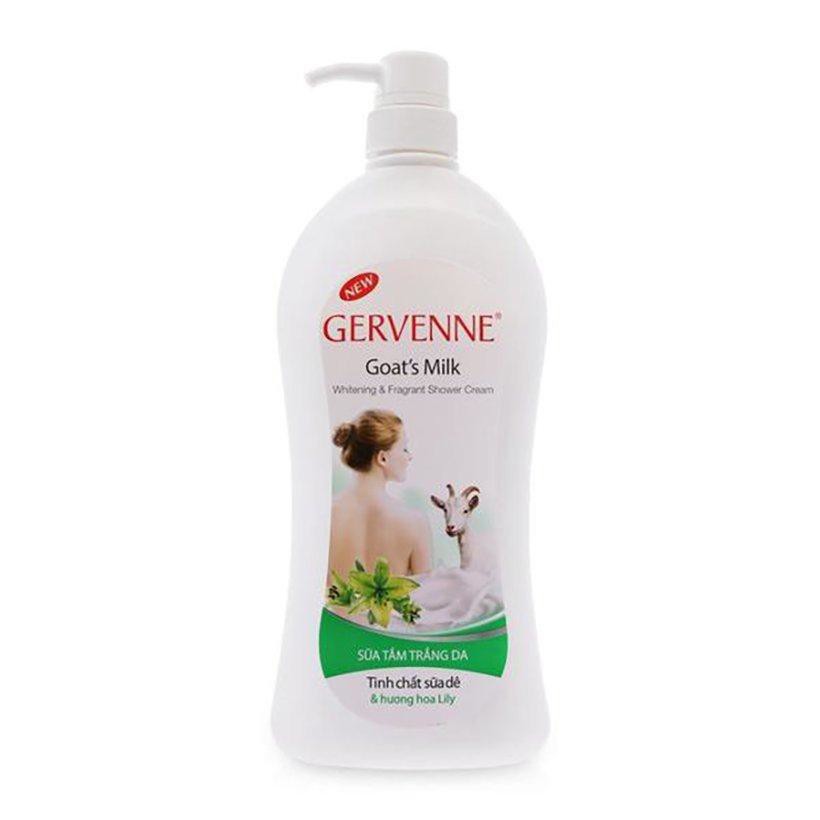 NEW
GERVENNE®
Goat's Milk
Whitening & Fragrant Shower Cream
SỮA TẮM TRẮNG DA
Tinh chất sữa dê
& hương hoa Lily